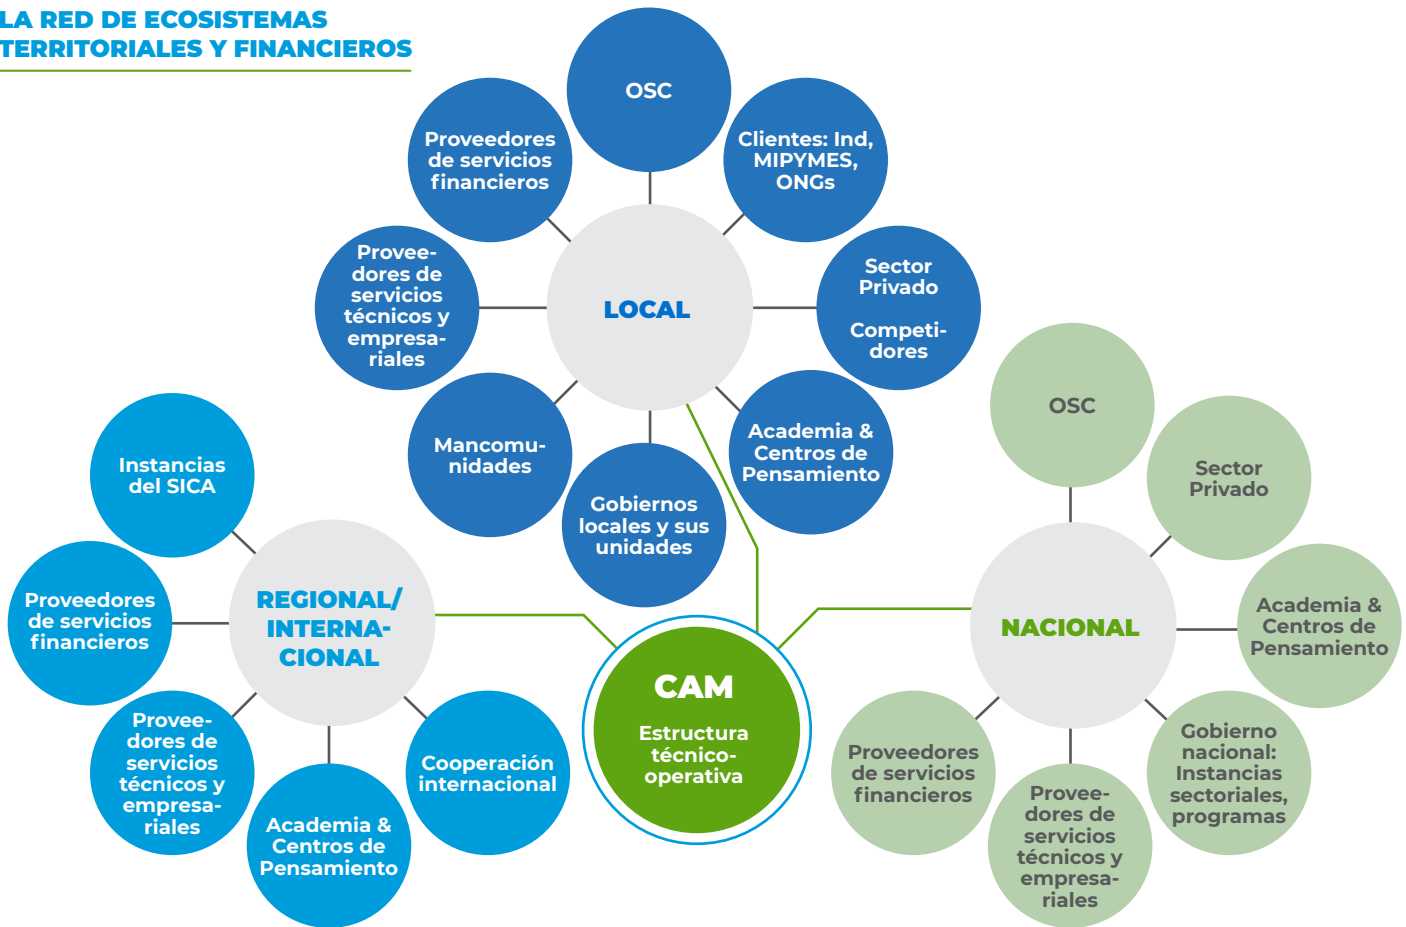 LA RED DE ECOSISTEMAS
TERRITORIALES Y FINANCIEROS
OSC
Proveedores
de servicios
financieros
Clientes: Ind,
MIPYMES,
ONGs
Provee-
dores de
servicios
técnicos y
empresa-
riales
LOCAL
Sector
Privado
Competi-
dores
Mancomu-
nidades
Gobiernos
locales y sus
unidades
Academia &
Centros de
Pensamiento
Instancias
del SICA
Proveedores
de servicios
financieros
REGIONAL/
INTERNA-
CIONAL
Provee-
dores de
servicios
técnicos y
empresa-
riales
Academia &
Centros de
Pensamiento
Cooperación
internacional
CAM
Estructura
técnico-
operativa
OSC
Sector
Privado
NACIONAL
Academia &
Centros de
Pensamiento
Gobierno
nacional:
Instancias
sectoriales,
programas
Proveedores
de servicios
financieros
Provee-
dores de
servicios
técnicos y
empresa-
riales